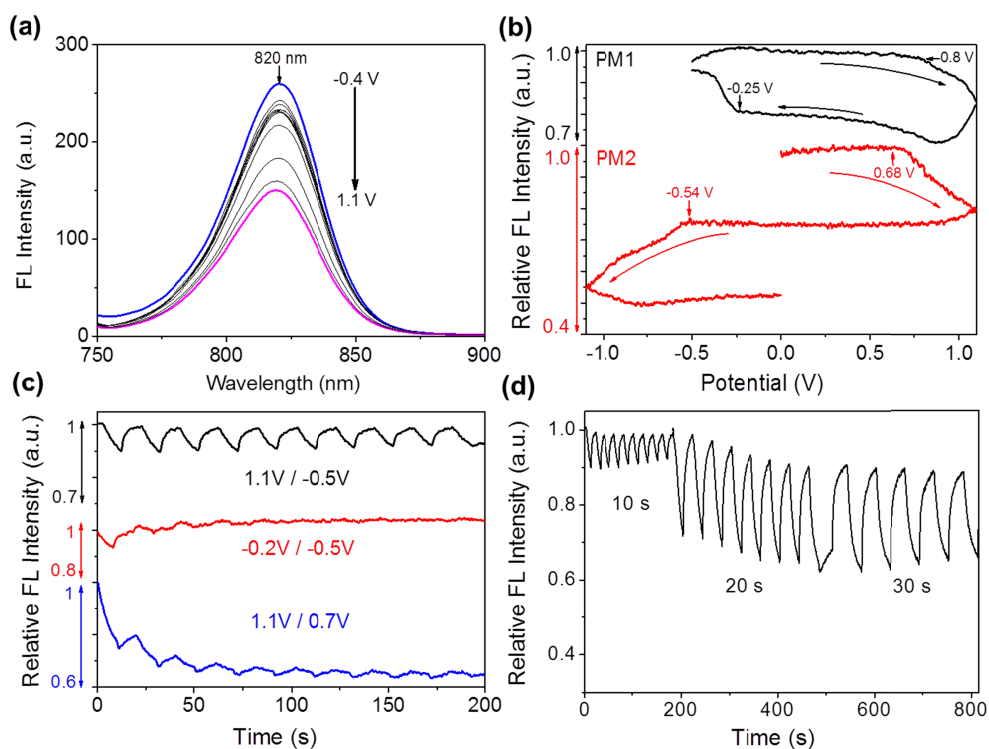 (a)
FL Intensity (a.u.)
300
200
100
0
820 nm
-0.4 V
1.1 V
750
800
850
900
Wavelength (nm)
(b)
Relative FL Intensity (a.u.)
1.0
0.7
1.0
0.4
PM1
-0.8 V
-0.25 V
PM2
0.68 V
-0.54 V
-1.0
-0.5
0.0
0.5
1.0
Potential (V)
(c)
Relative FL Intensity (a.u.)
1
0.7
1
0.8
1
0.6
1.1V / -0.5V
-0.2V / -0.5V
1.1V / 0.7V
0
50
100
150
200
Time (s)
(d)
Relative FL Intensity (a.u.)
1.0
0.8
0.6
0.4
10 s
20 s
30 s
0
200
400
600
800
Time (s)